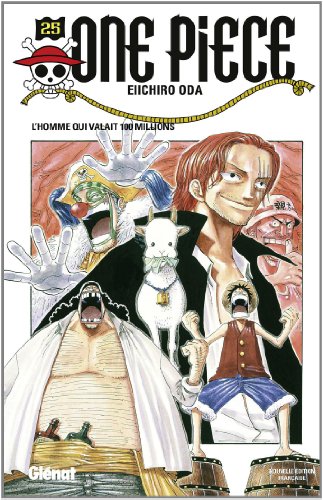 25
ONE PIECE
EIICHIRO ODA
L'HOMME QUI VALAIT 100 MILLIONS
Glénat
NOUVELLE ÉDITION
FRANÇAISE